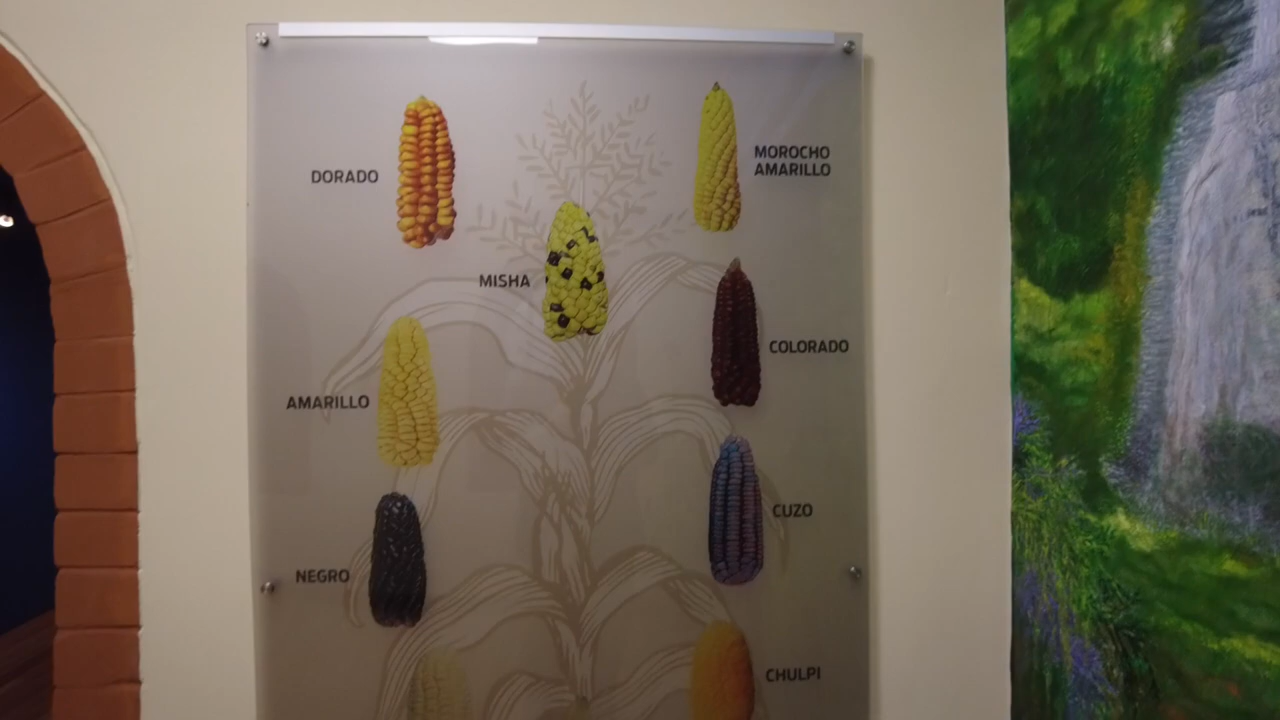 DORADO
MOROCHO
AMARILLO
MISHA
COLORADO
AMARILLO
CUZO
NEGRO
CHULPI